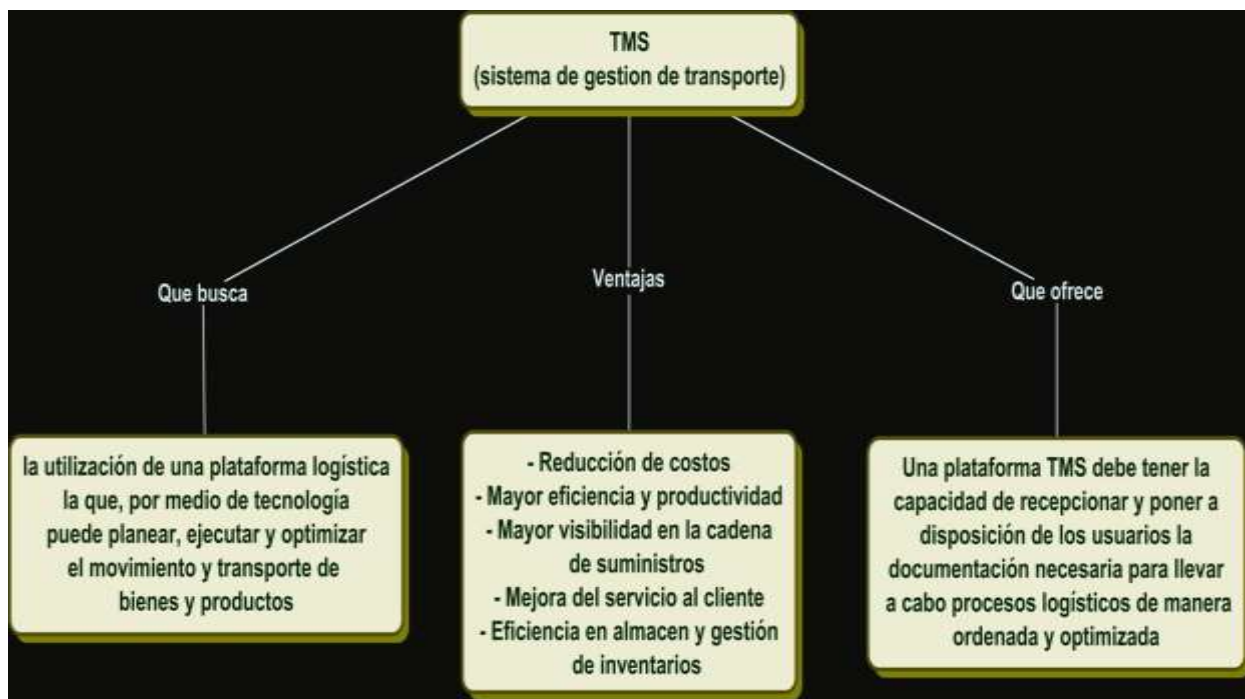 TMS
(sistema de gestion de transporte)
Que busca
Ventajas
Que ofrece
la utilización de una plataforma logística
la que, por medio de tecnología
puede planear, ejecutar y optimizar
el movimiento y transporte de
bienes y productos
- Reducción de costos
- Mayor eficiencia y productividad
- Mayor visibilidad en la cadena
de suministros
- Mejora del servicio al cliente
- Eficiencia en almacen y gestión
de inventarios
Una plataforma TMS debe tener la
capacidad de recepcionar y poner a
disposición de los usuarios la
documentación necesaria para llevar
a cabo procesos logísticos de manera
ordenada y optimizada